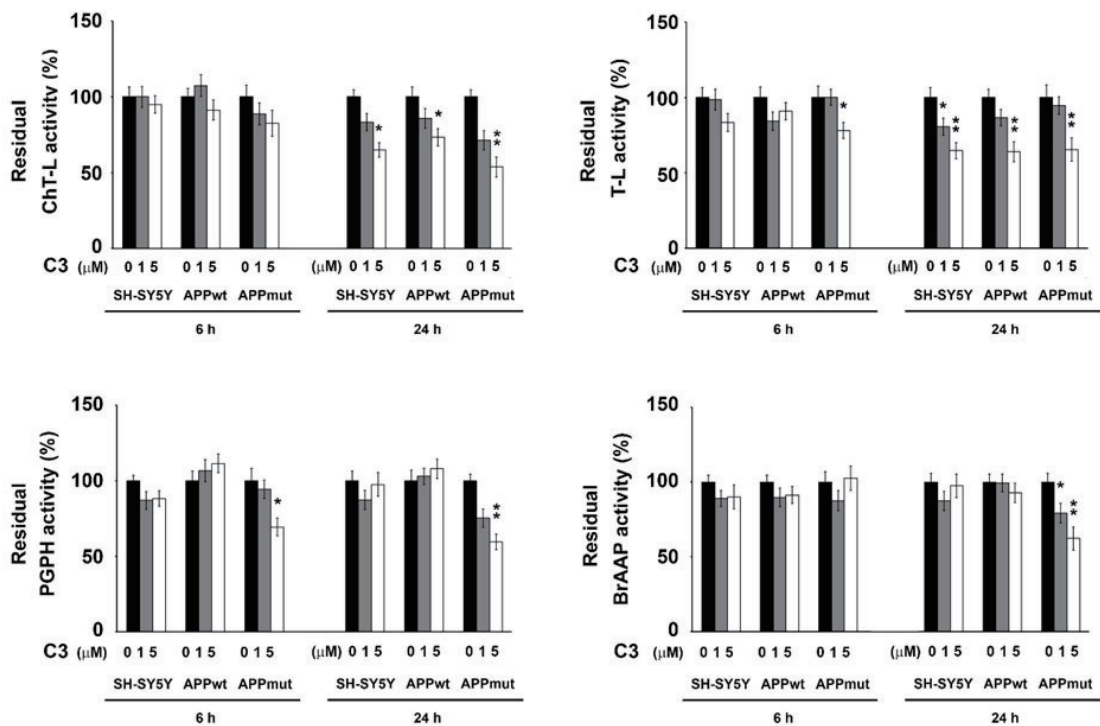 150
100
50
0
Residual
ChT-L activity (%)
*
*
*
*
C3 (μM) 0 1 5 0 1 5 0 1 5 (μM) 0 1 5 0 1 5 0 1 5
SH-SY5Y APPwt APPmut SH-SY5Y APPwt APPmut
6 h 24 h
150
100
50
0
Residual
T-L activity (%)
*
*
*
*
*
*
*
*
C3 (μM) 0 1 5 0 1 5 0 1 5 (μM) 0 1 5 0 1 5 0 1 5
SH-SY5Y APPwt APPmut SH-SY5Y APPwt APPmut
6 h 24 h
150
100
50
0
Residual
PGPH activity (%)
*
*
*
C3 (μM) 0 1 5 0 1 5 0 1 5 (μM) 0 1 5 0 1 5 0 1 5
SH-SY5Y APPwt APPmut SH-SY5Y APPwt APPmut
6 h 24 h
150
100
50
0
Residual
BrAAP activity (%)
*
*
*
C3 (μM) 0 1 5 0 1 5 0 1 5 (μM) 0 1 5 0 1 5 0 1 5
SH-SY5Y APPwt APPmut SH-SY5Y APPwt APPmut
6 h 24 h